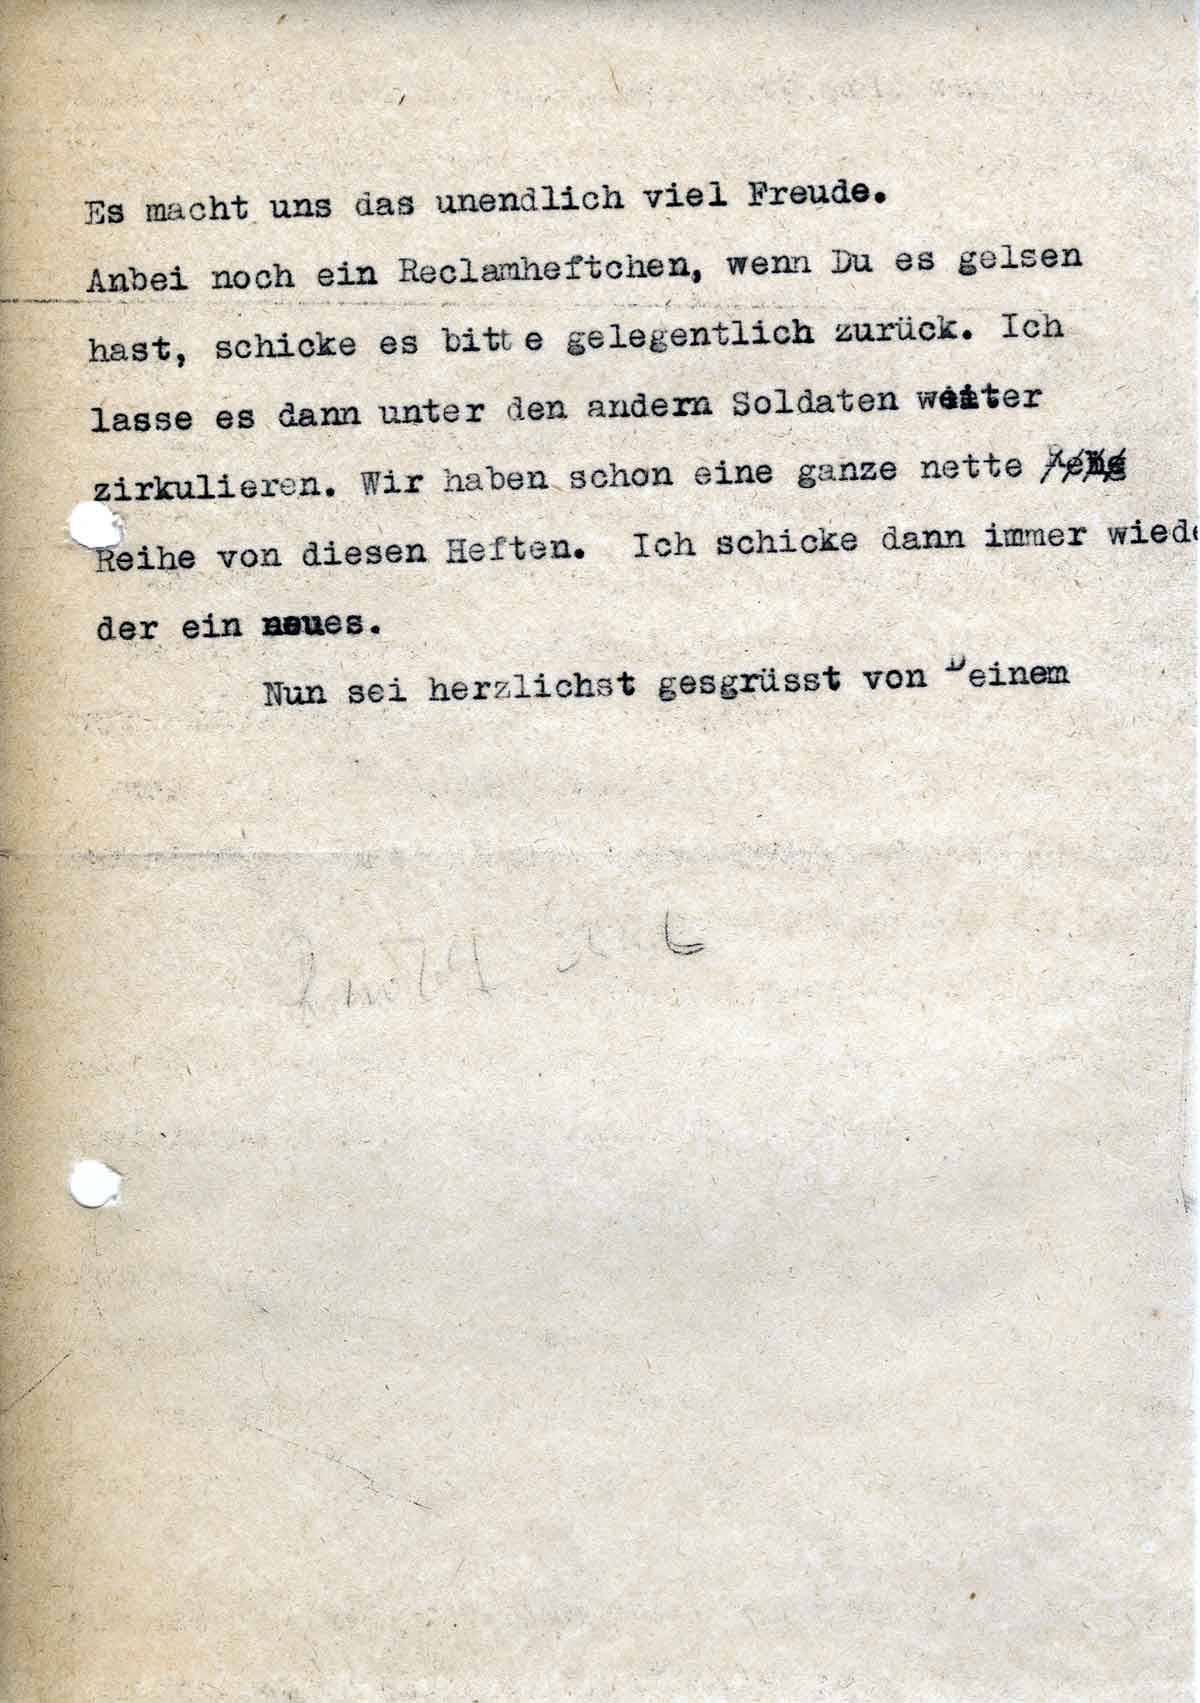 Es macht uns das unendlich viel Freude.
Anbei noch ein Reclamheftchen, wenn Du es gelsen
hast, schicke es bitte gelegentlich zurück. Ich
lasse es dann unter den andern Soldaten weiter
zirkulieren. Wir haben schon eine ganze nette
Reihe von diesen Heften. Ich schicke dann immer wiede
der ein neues.
Nun sei herzlichst gesgrüsst von Deinem